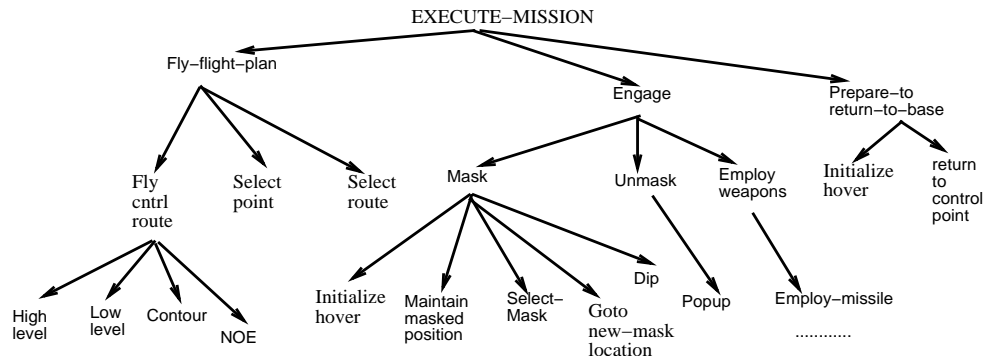 EXECUTE−MISSION
Fly−flight−plan
Engage
Prepare−to
return−to−base
Fly
cntrl
route
Select
point
Select
route
Mask
Unmask
Employ
weapons
Initialize
hover
return
to
control
point
High
level
Low
level
Contour
NOE
Initialize
hover
Maintain
masked
position
Select−
Mask
Goto
new−mask
location
Dip
Popup
Employ−missile
............